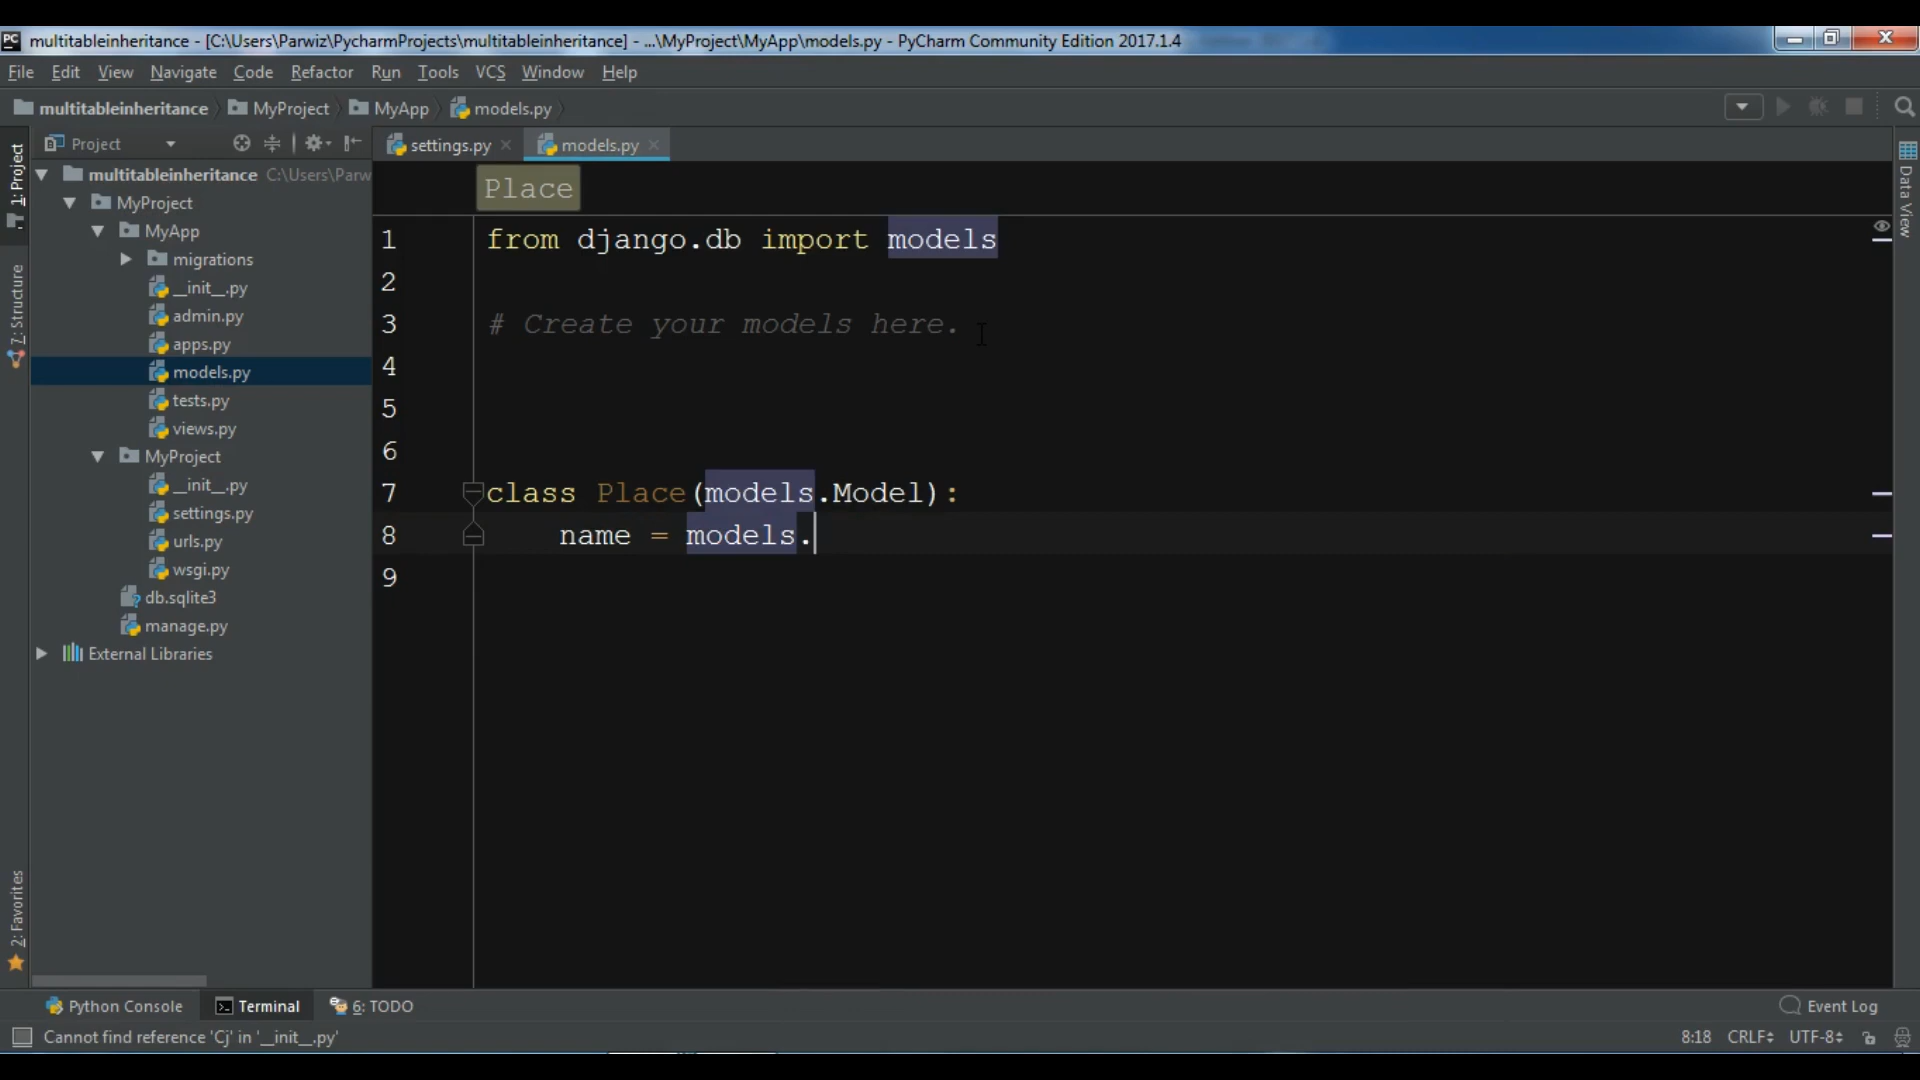 PC multitableinheritance - [C:\Users\Parwiz\PycharmProjects\multitableinheritance] - ...\MyProject\MyApp\models.py - PyCharm Community Edition 2017.1.4
File Edit View Navigate Code Refactor Run Tools VCS Window Help
multitableinheritance MyProject MyApp models.py
1: Project
7: Structure
2: Favorites
Project
multitableinheritance C:\Users\Parw
MyProject
MyApp
migrations
__init__.py
admin.py
apps.py
models.py
tests.py
views.py
MyProject
__init__.py
settings.py
urls.py
wsgi.py
db.sqlite3
manage.py
External Libraries
settings.py models.py
Place
1 from django.db import models
2
3 # Create your models here.
4
5
6
7 class Place(models.Model):
8 name = models.
9
Data View
Python Console Terminal 6: TODO Event Log
Cannot find reference 'Cj' in '__init__.py' 8:18 CRLF UTF-8